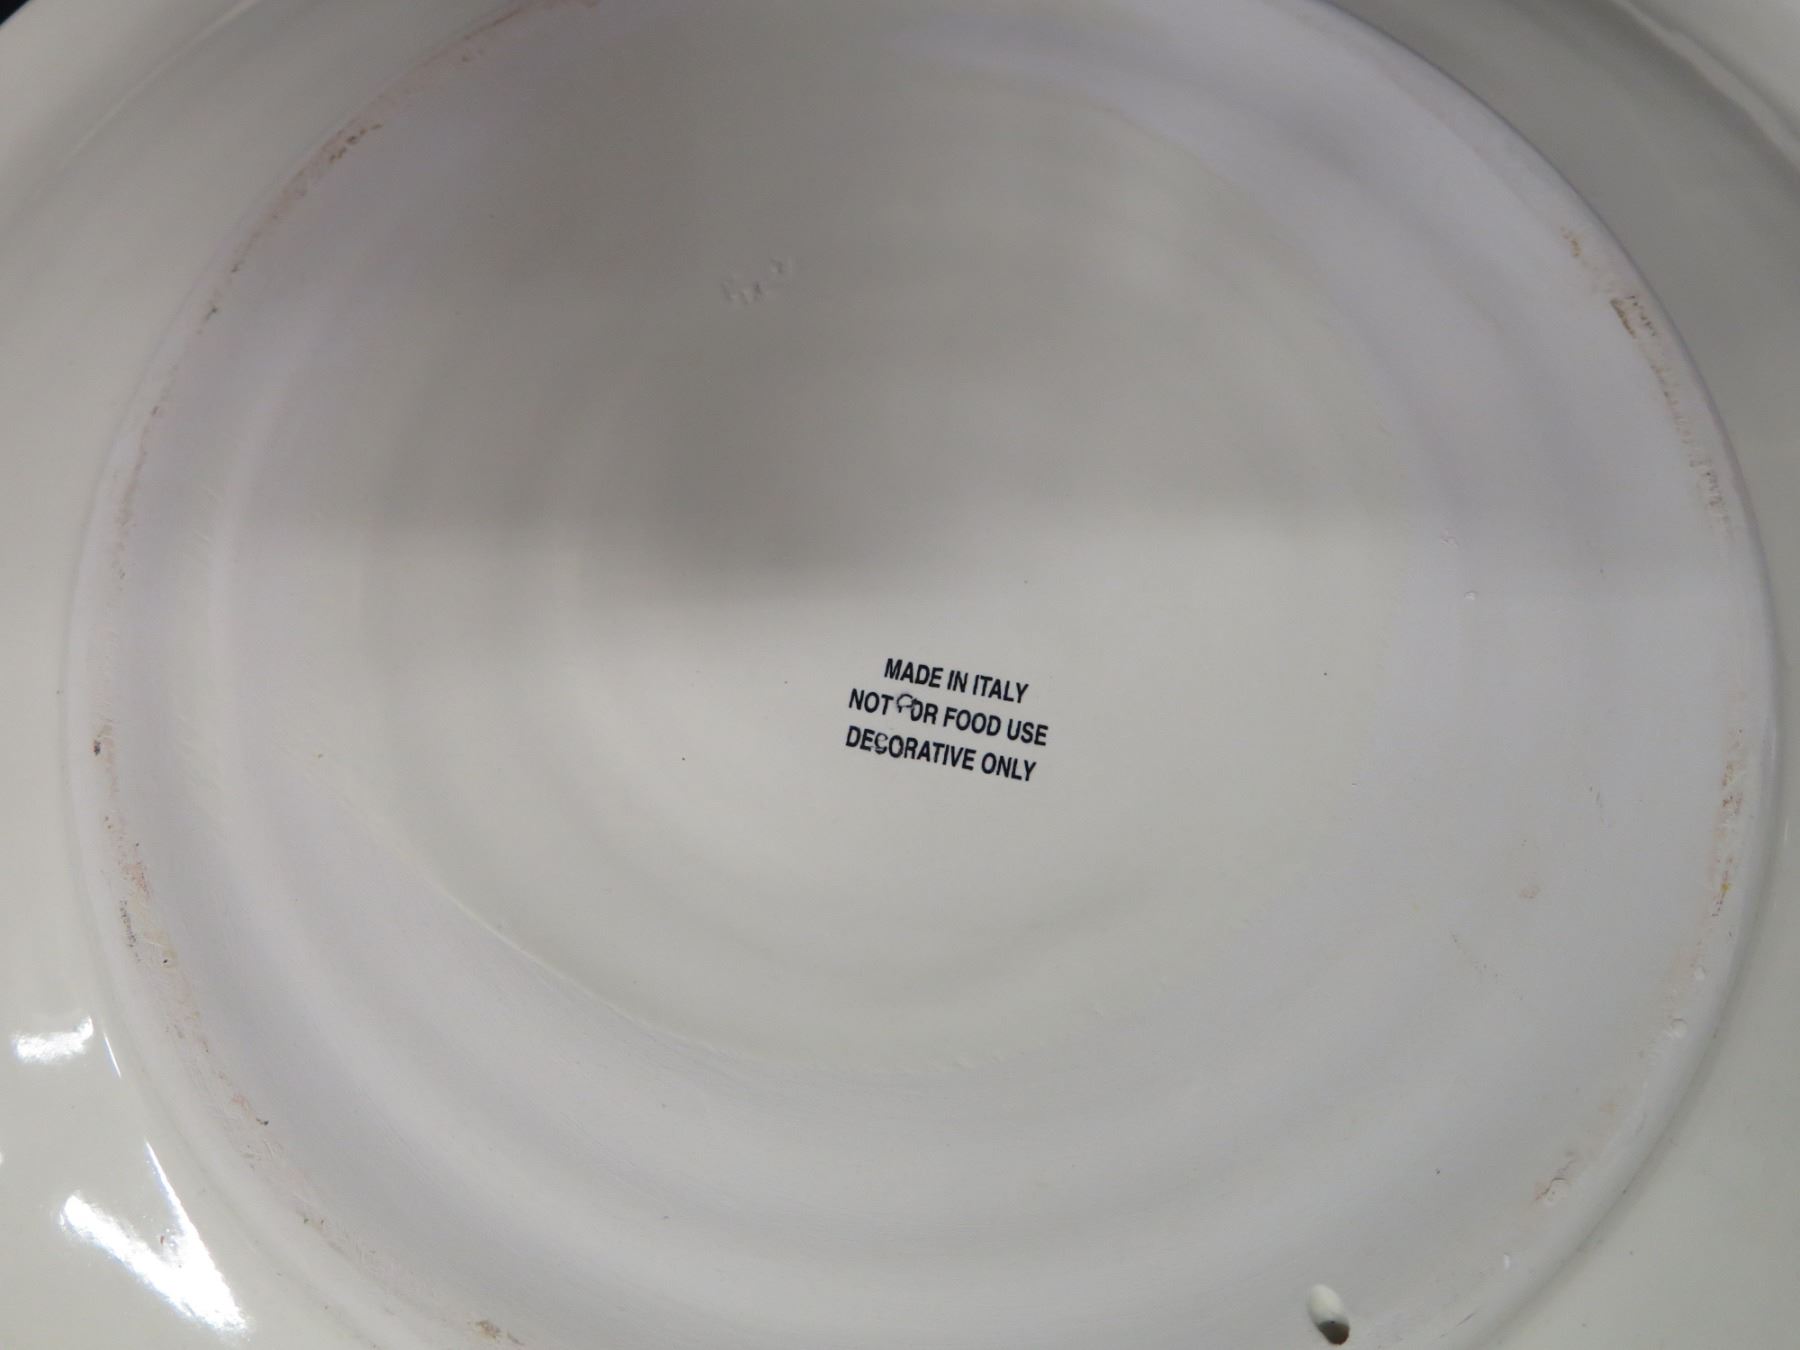 MADE IN ITALY
NOT FOR FOOD USE
DECORATIVE ONLY